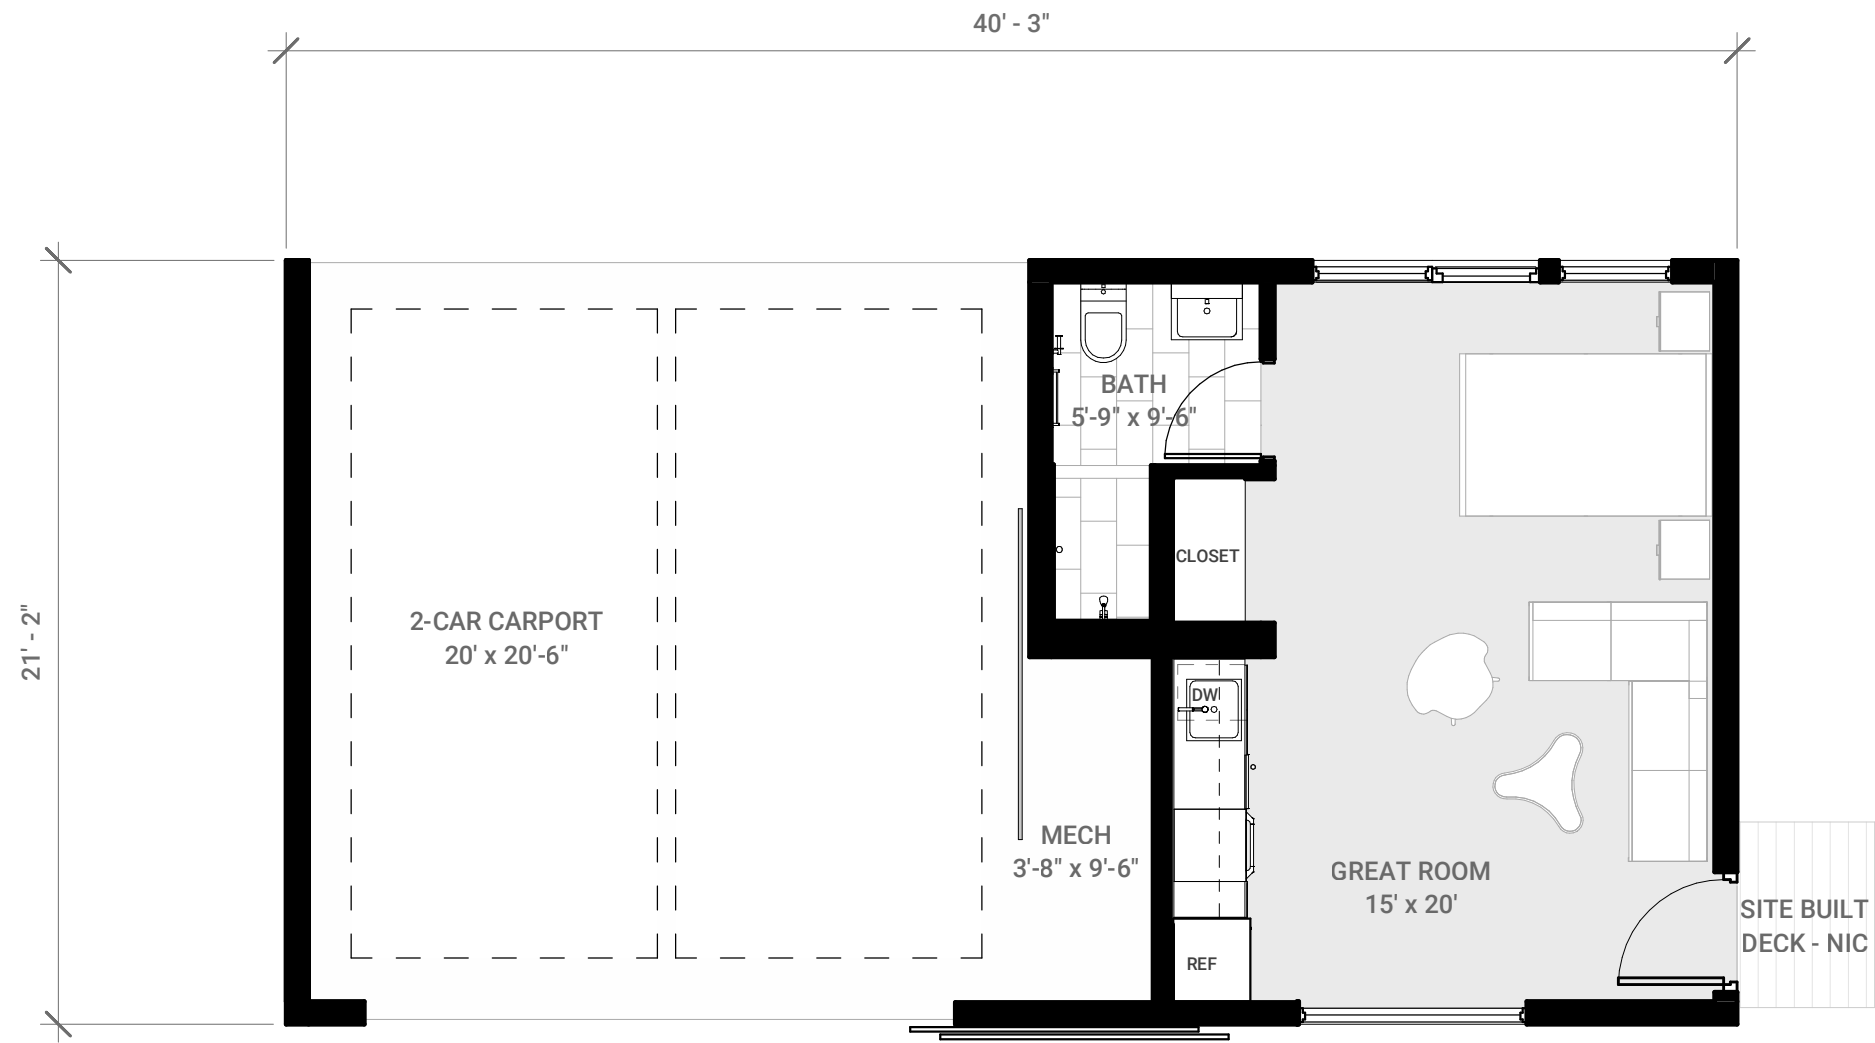 40' - 3"
21' - 2"
BATH
5'-9" x 9'-6"
CLOSET
2-CAR CARPORT
20' x 20'-6"
DW
MECH
3'-8" x 9'-6"
GREAT ROOM
15' x 20'
SITE BUILT
DECK - NIC
REF